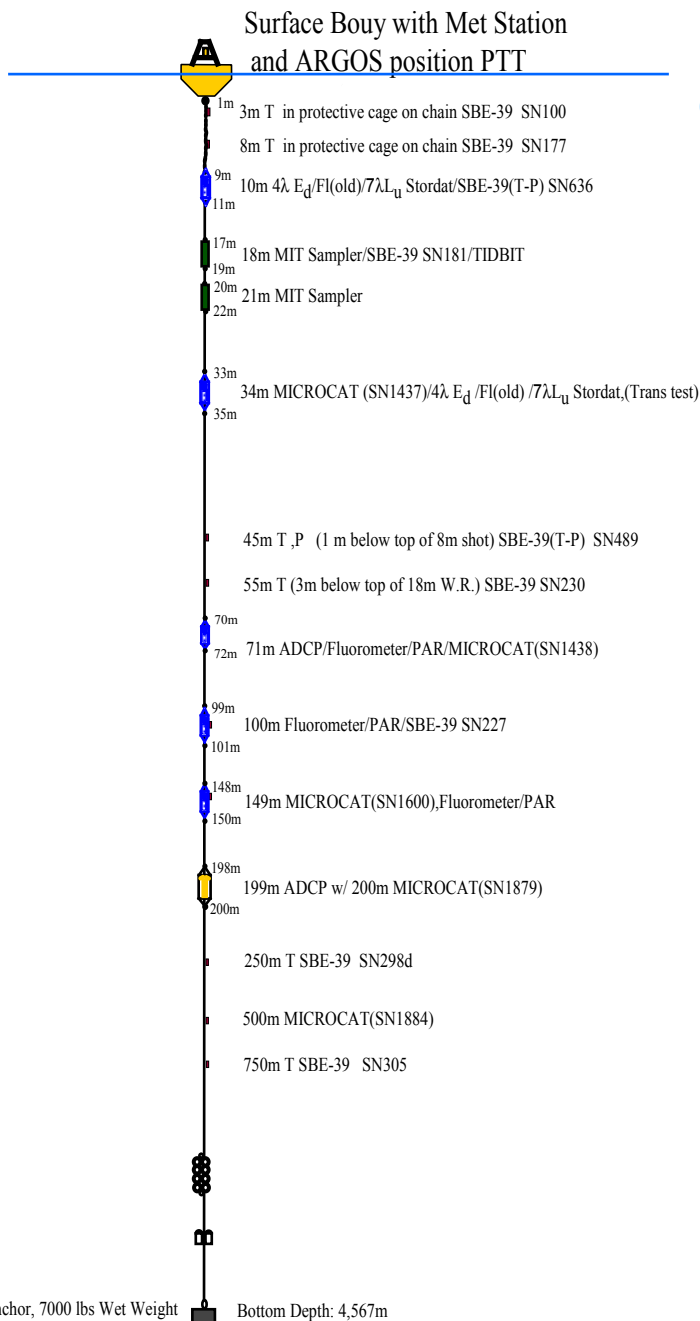 Surface Bouy with Met Station
and ARGOS position PTT
1m
3m T in protective cage on chain SBE-39 SN100
8m T in protective cage on chain SBE-39 SN177
9m
10m 4λ Ed/Fl(old)/7λLu Stordat/SBE-39(T-P) SN636
11m
17m
18m MIT Sampler/SBE-39 SN181/TIDBIT
19m
20m
21m MIT Sampler
22m
33m
34m MICROCAT (SN1437)/4λ Ed /Fl(old) /7λLu Stordat,(Trans test)
35m
45m T ,P (1 m below top of 8m shot) SBE-39(T-P) SN489
55m T (3m below top of 18m W.R.) SBE-39 SN230
70m
71m ADCP/Fluorometer/PAR/MICROCAT(SN1438)
72m
99m
100m Fluorometer/PAR/SBE-39 SN227
101m
148m
149m MICROCAT(SN1600),Fluorometer/PAR
150m
198m
199m ADCP w/ 200m MICROCAT(SN1879)
200m
250m T SBE-39 SN298d
500m MICROCAT(SN1884)
750m T SBE-39 SN305
chor, 7000 lbs Wet Weight
Bottom Depth: 4,567m